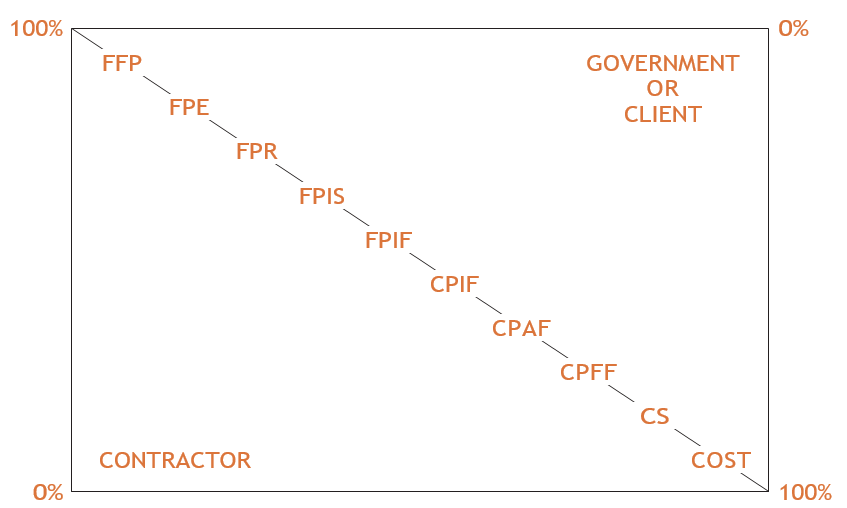 100%
0%
FFP
GOVERNMENT
OR
CLIENT
FPE
FPR
FPIS
FPIF
CPIF
CPAF
CPFF
CS
CONTRACTOR
COST
0%
100%